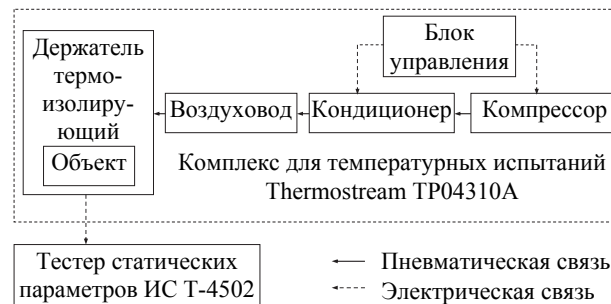 Держатель
термо-
изолиру-
ющий
Объект
Блок
управления
Воздуховод
Кондиционер
Компрессор
Комплекс для температурных испытаний
Thermostream TP04310A
Тестер статических
параметров ИС Т-4502
Пневматическая связь
Электрическая связь